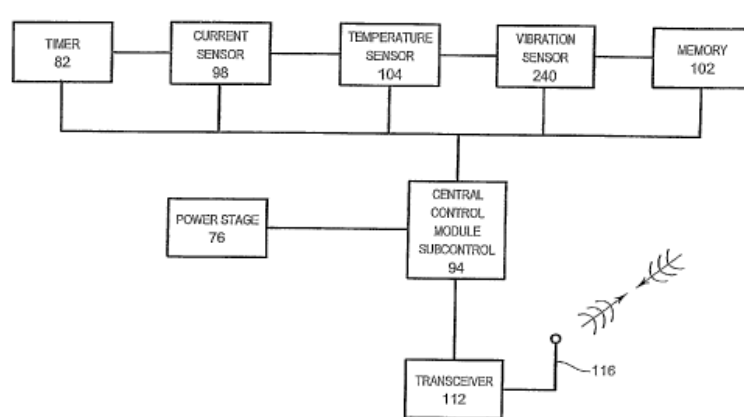 TIMER
82
CURRENT
SENSOR
98
TEMPERATURE
SENSOR
104
VIBRATION
SENSOR
240
MEMORY
102
POWER STAGE
76
CENTRAL
CONTROL
MODULE
SUBCONTROL
94
TRANSCEIVER
112
116